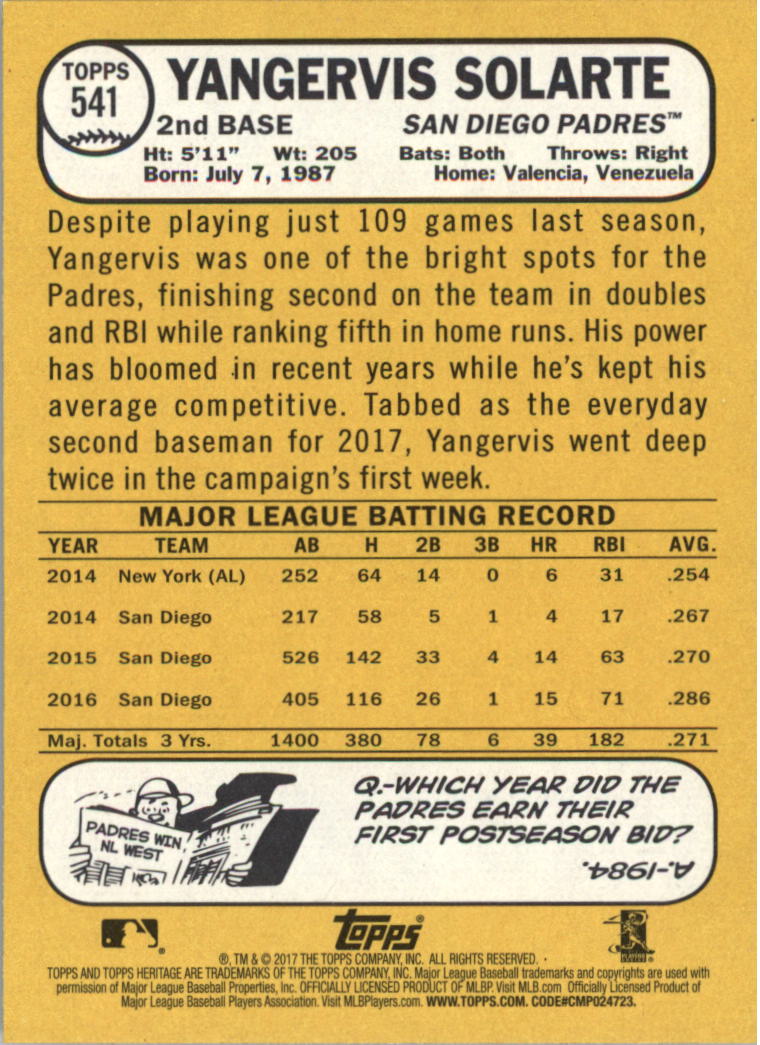 TOPPS
541
YANGERVIS SOLARTE
2nd BASE SAN DIEGO PADRES™
Ht: 5'11" Wt: 205 Bats: Both Throws: Right
Born: July 7, 1987 Home: Valencia, Venezuela
Despite playing just 109 games last season,
Yangervis was one of the bright spots for the
Padres, finishing second on the team in doubles
and RBI while ranking fifth in home runs. His power
has bloomed in recent years while he's kept his
average competitive. Tabbed as the everyday
second baseman for 2017, Yangervis went deep
twice in the campaign's first week.
MAJOR LEAGUE BATTING RECORD
YEAR TEAM AB H 2B 3B HR RBI AVG.
2014 New York (AL) 252 64 14 0 6 31 .254
2014 San Diego 217 58 5 1 4 17 .267
2015 San Diego 526 142 33 4 14 63 .270
2016 San Diego 405 116 26 1 15 71 .286
Maj. Totals 3 Yrs. 1400 380 78 6 39 182 .271
PADRES WIN
NL WEST
Q.-WHICH YEAR DID THE
PADRES EARN THEIR
FIRST POSTSEASON BID?
A.-1984.
topps®
®, TM & © 2017 THE TOPPS COMPANY, INC. ALL RIGHTS RESERVED.
TOPPS AND TOPPS HERITAGE ARE TRADEMARKS OF THE TOPPS COMPANY, INC. Major League Baseball trademarks and copyrights are used with
permission of Major League Baseball Properties, Inc. OFFICIALLY LICENSED PRODUCT OF MLBP. Visit MLB.com Officially Licensed Product of
Major League Baseball Players Association. Visit MLBPlayers.com. WWW.TOPPS.COM. CODE#CMP024723.